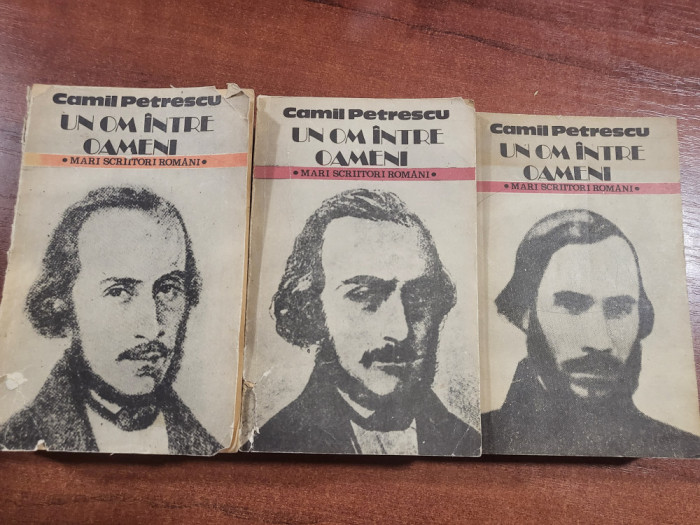 Camil Petrescu
UN OM ÎNTRE
OAMENI
• MARI SCRIITORI ROMÂNI •
Camil Petrescu
UN OM ÎNTRE
OAMENI
• MARI SCRIITORI ROMÂNI •
Camil Petrescu
UN OM ÎNTRE
OAMENI
• MARI SCRIITORI ROMÂNI •